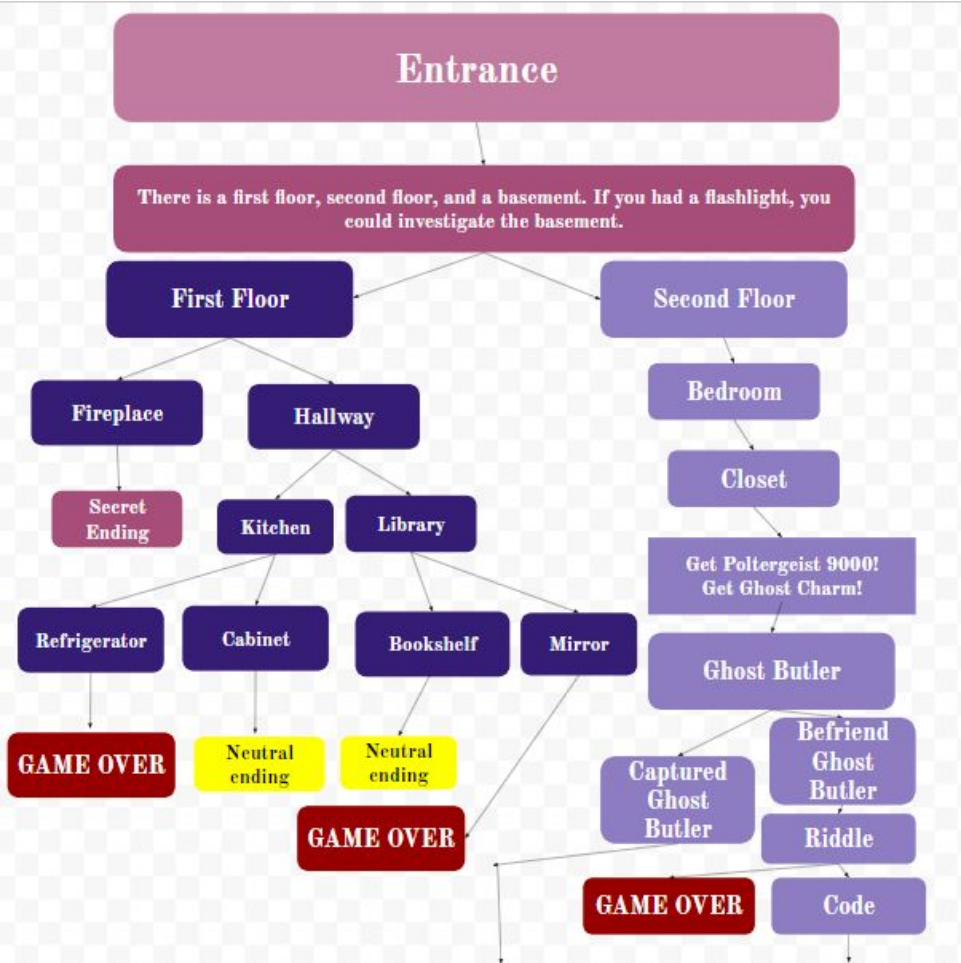 Entrance
There is a first floor, second floor, and a basement. If you had a flashlight, you
could investigate the basement.
First Floor
Second Floor
Fireplace
Hallway
Bedroom
Closet
Secret
Ending
Kitchen
Library
Get Poltergeist 9000!
Get Ghost Charm!
Refrigerator
Cabinet
Bookshelf
Mirror
Ghost Butler
GAME OVER
Neutral
ending
Neutral
ending
Captured
Ghost
Butler
Befriend
Ghost
Butler
GAME OVER
Riddle
GAME OVER
Code